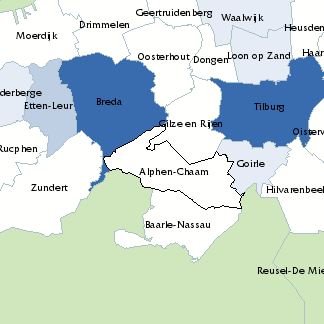 Geertruidenberg
Waalwijk
Drimmelen
Heusden
Moerdijk
Oosterhout
Dongen
Loon op Zand
Haar
derberge
Etten-Leur
Breda
Tilburg
Gilze en Rijen
Oisterw
Rucphen
Goirle
Alphen-Chaam
Zundert
Hilvarenbeek
Baarle-Nassau
Reusel-De Mie